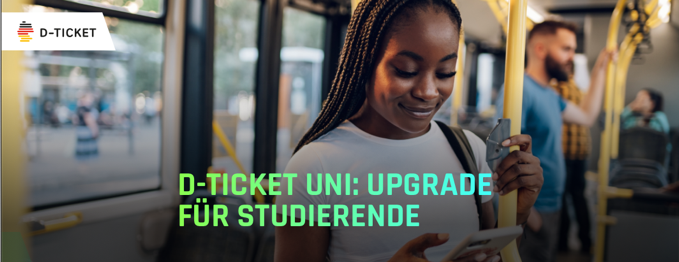 D-TICKET
D-TICKET UNI: UPGRADE
FÜR STUDIERENDE